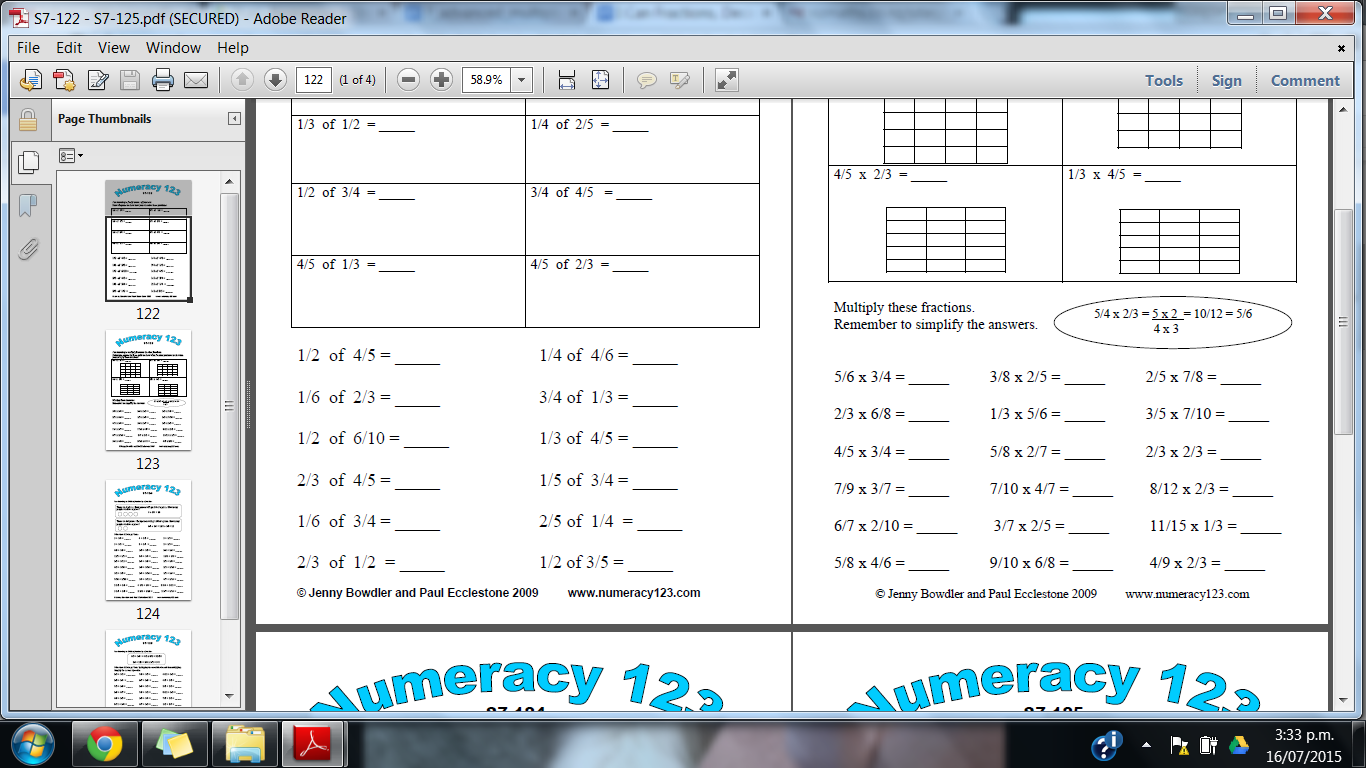 S7-122 - S7-125.pdf (SECURED) - Adobe Reader
File Edit View Window Help
122 (1 of 4) 58.9% Tools Sign Comment
Page Thumbnails
Numeracy 123
122
Numeracy 123
123
Numeracy 123
124
Numeracy 123
1/3 of 1/2 = _____ 1/4 of 2/5 = _____
1/2 of 3/4 = _____ 3/4 of 4/5 = _____
4/5 of 1/3 = _____ 4/5 of 2/3 = _____
1/2 of 4/5 = _____ 1/4 of 4/6 = _____
1/6 of 2/3 = _____ 3/4 of 1/3 = _____
1/2 of 6/10 = _____ 1/3 of 4/5 = _____
2/3 of 4/5 = _____ 1/5 of 3/4 = _____
1/6 of 3/4 = _____ 2/5 of 1/4 = _____
2/3 of 1/2 = _____ 1/2 of 3/5 = _____
© Jenny Bowdler and Paul Ecclestone 2009 www.numeracy123.com
4/5 x 2/3 = _____ 1/3 x 4/5 = _____
Multiply these fractions.
Remember to simplify the answers.
5/4 x 2/3 = 5 x 2 = 10/12 = 5/6
4 x 3
5/6 x 3/4 = _____ 3/8 x 2/5 = _____ 2/5 x 7/8 = _____
2/3 x 6/8 = _____ 1/3 x 5/6 = _____ 3/5 x 7/10 = _____
4/5 x 3/4 = _____ 5/8 x 2/7 = _____ 2/3 x 2/3 = _____
7/9 x 3/7 = _____ 7/10 x 4/7 = _____ 8/12 x 2/3 = _____
6/7 x 2/10 = _____ 3/7 x 2/5 = _____ 11/15 x 1/3 = _____
5/8 x 4/6 = _____ 9/10 x 6/8 = _____ 4/9 x 2/3 = _____
© Jenny Bowdler and Paul Ecclestone 2009 www.numeracy123.com
Numeracy 123
Numeracy 123
3:33 p.m.
16/07/2015